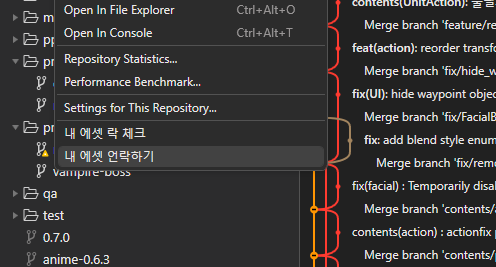 Open In File Explorer Ctrl+Alt+O
Open In Console Ctrl+Alt+T
Repository Statistics...
Performance Benchmark...
Settings for This Repository...
내 에셋 락 체크
내 에셋 언락하기
m
pp
pr
pr
vampire-boss
qa
test
0.7.0
anime-0.6.3
contents(UnitAction): 
Merge branch 'feature/re
feat(action): reorder transfo
Merge branch 'fix/hide_w
fix(UI): hide waypoint objec
Merge branch 'fix/FacialB
fix: add blend style enum
Merge branch 'fix/remo
fix(facial) : Temporarily disal
Merge branch 'contents/a
contents(action) : actionfix p
Merge branch 'contents/p